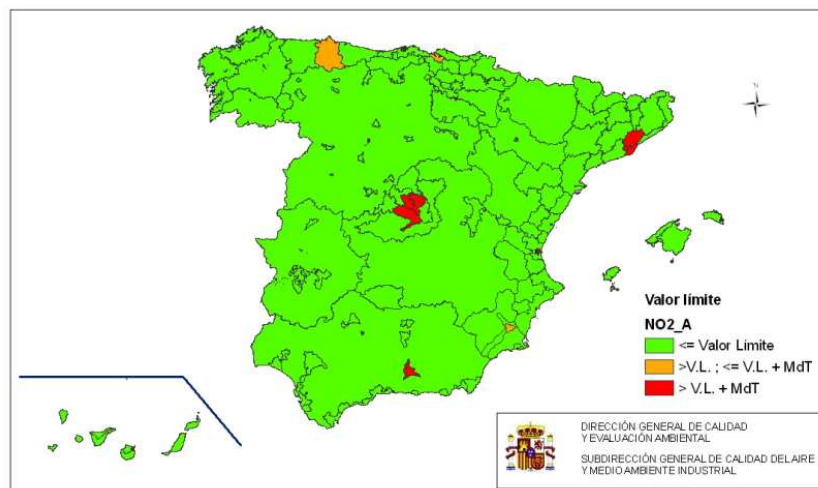 N
Valor límite
NO2_A
<= Valor Límite
>V.L. ; <= V.L. + MdT
> V.L. + MdT
DIRECCIÓN GENERAL DE CALIDAD
Y EVALUACIÓN AMBIENTAL
SUBDIRECCIÓN GENERAL DE CALIDAD DEL AIRE
Y MEDIO AMBIENTE INDUSTRIAL